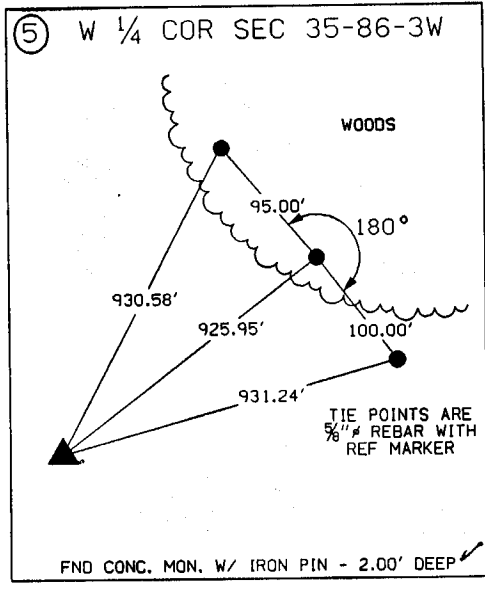 5 W 1/4 COR SEC 35-86-3W
WOODS
95.00'
180°
930.58'
925.95'
100.00'
931.24'
TIE POINTS ARE
5/8"ø REBAR WITH
REF MARKER
FND CONC. MON. W/ IRON PIN - 2.00' DEEP